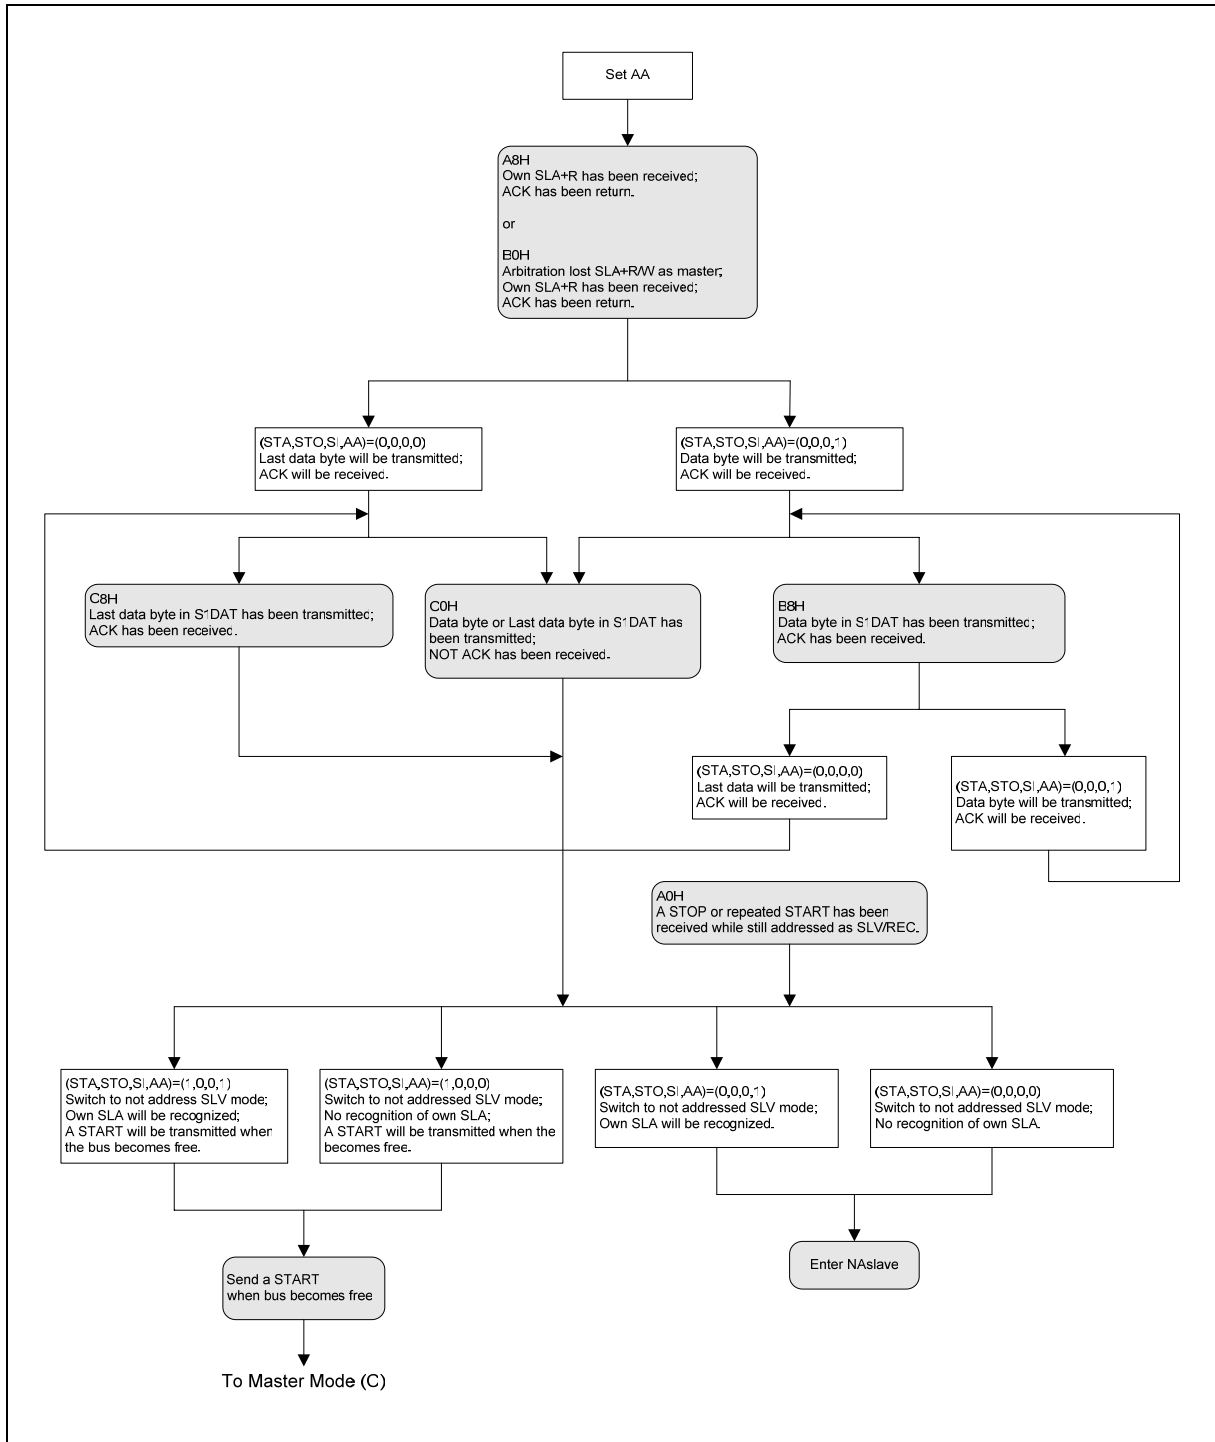 Set AA
A8H
Own SLA+R has been received;
ACK has been return.
or
B0H
Arbitration lost SLA+R/W as master;
Own SLA+R has been received;
ACK has been return.
(STA,STO,SI,AA)=(0,0,0,0)
Last data byte will be transmitted;
ACK will be received.
(STA,STO,SI,AA)=(0,0,0,1)
Data byte will be transmitted;
ACK will be received.
C8H
Last data byte in S1DAT has been transmitted;
ACK has been received.
C0H
Data byte or Last data byte in S1DAT has
been transmitted;
NOT ACK has been received.
B8H
Data byte in S1DAT has been transmitted;
ACK has been received.
(STA,STO,SI,AA)=(0,0,0,0)
Last data will be transmitted;
ACK will be received.
(STA,STO,SI,AA)=(0,0,0,1)
Data byte will be transmitted;
ACK will be received.
A0H
A STOP or repeated START has been
received while still addressed as SLV/REC.
(STA,STO,SI,AA)=(1,0,0,1)
Switch to not address SLV mode;
Own SLA will be recognized;
A START will be transmitted when
the bus becomes free.
(STA,STO,SI,AA)=(1,0,0,0)
Switch to not addressed SLV mode;
No recognition of own SLA;
A START will be transmitted when the
becomes free.
(STA,STO,SI,AA)=(0,0,0,1)
Switch to not addressed SLV mode;
Own SLA will be recognized.
(STA,STO,SI,AA)=(0,0,0,0)
Switch to not addressed SLV mode;
No recognition of own SLA.
Send a START
when bus becomes free
Enter NAslave
To Master Mode (C)